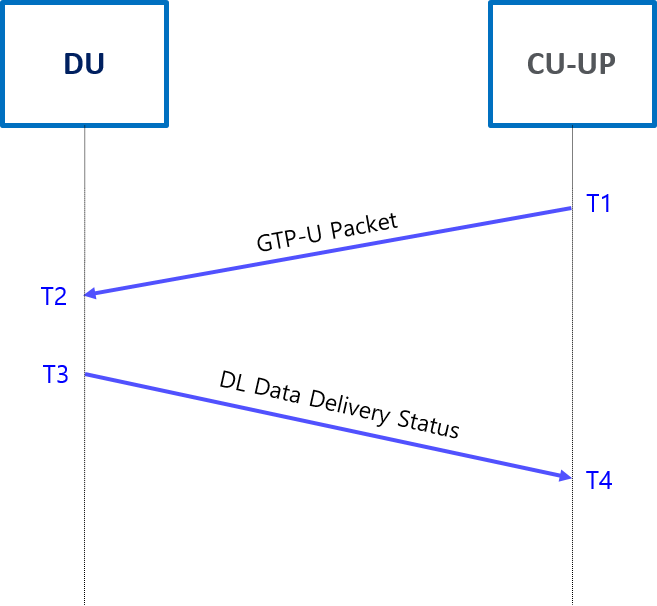 DU
CU-UP
T1
GTP-U Packet
T2
T3
DL Data Delivery Status
T4